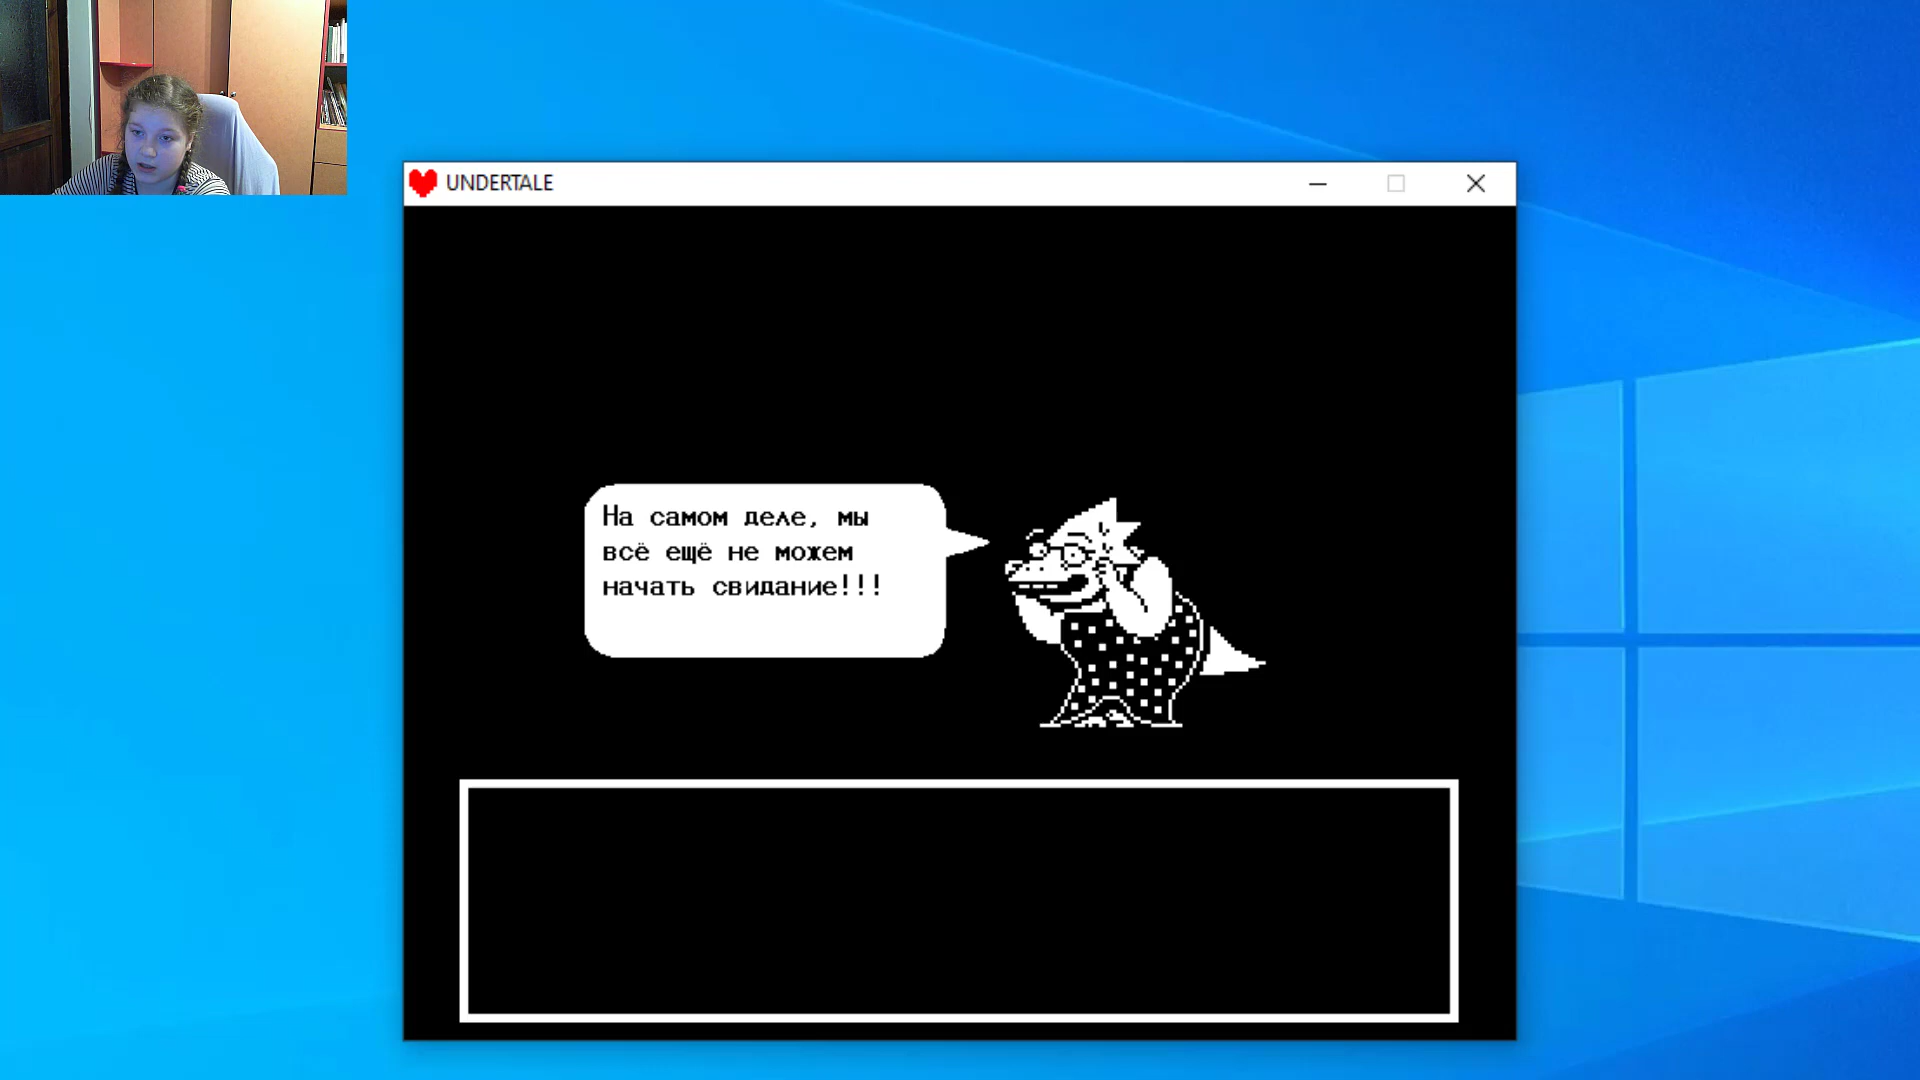 UNDERTALE
На самом деле, мы
всё ещё не можем
начать свидание!!!